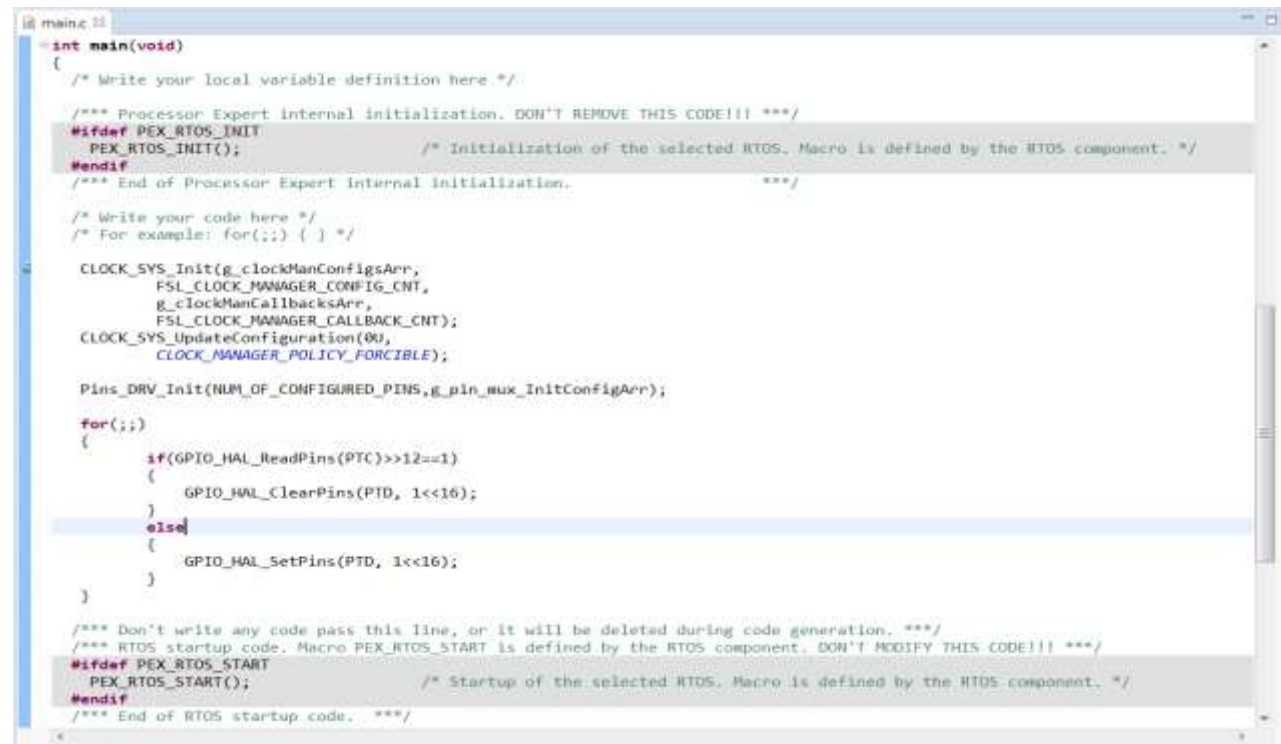 main.c
int main(void)
{
/* Write your local variable definition here */
/*** Processor Expert internal initialization. DON'T REMOVE THIS CODE!!! ***/
#ifdef PEX_RTOS_INIT
PEX_RTOS_INIT(); /* Initialization of the selected RTOS. Macro is defined by the RTOS component. */
#endif
/*** End of Processor Expert internal initialization. ***/
/* Write your code here */
/* For example: for(;;) { } */
CLOCK_SYS_Init(g_clockManConfigsArr,
FSL_CLOCK_MANAGER_CONFIG_CNT,
g_clockManCallbacksArr,
FSL_CLOCK_MANAGER_CALLBACK_CNT);
CLOCK_SYS_UpdateConfiguration(0U,
CLOCK_MANAGER_POLICY_FORCIBLE);
Pins_DRV_Init(NUM_OF_CONFIGURED_PINS,g_pin_mux_InitConfigArr);
for(;;)
{
if(GPIO_HAL_ReadPins(PTC)>>12==1)
{
GPIO_HAL_ClearPins(PTD, 1<<16);
}
else
{
GPIO_HAL_SetPins(PTD, 1<<16);
}
}
/*** Don't write any code pass this line, or it will be deleted during code generation. ***/
/*** RTOS startup code. Macro PEX_RTOS_START is defined by the RTOS component. DON'T MODIFY THIS CODE!!! ***/
#ifdef PEX_RTOS_START
PEX_RTOS_START(); /* Startup of the selected RTOS. Macro is defined by the RTOS component. */
#endif
/*** End of RTOS startup code. ***/